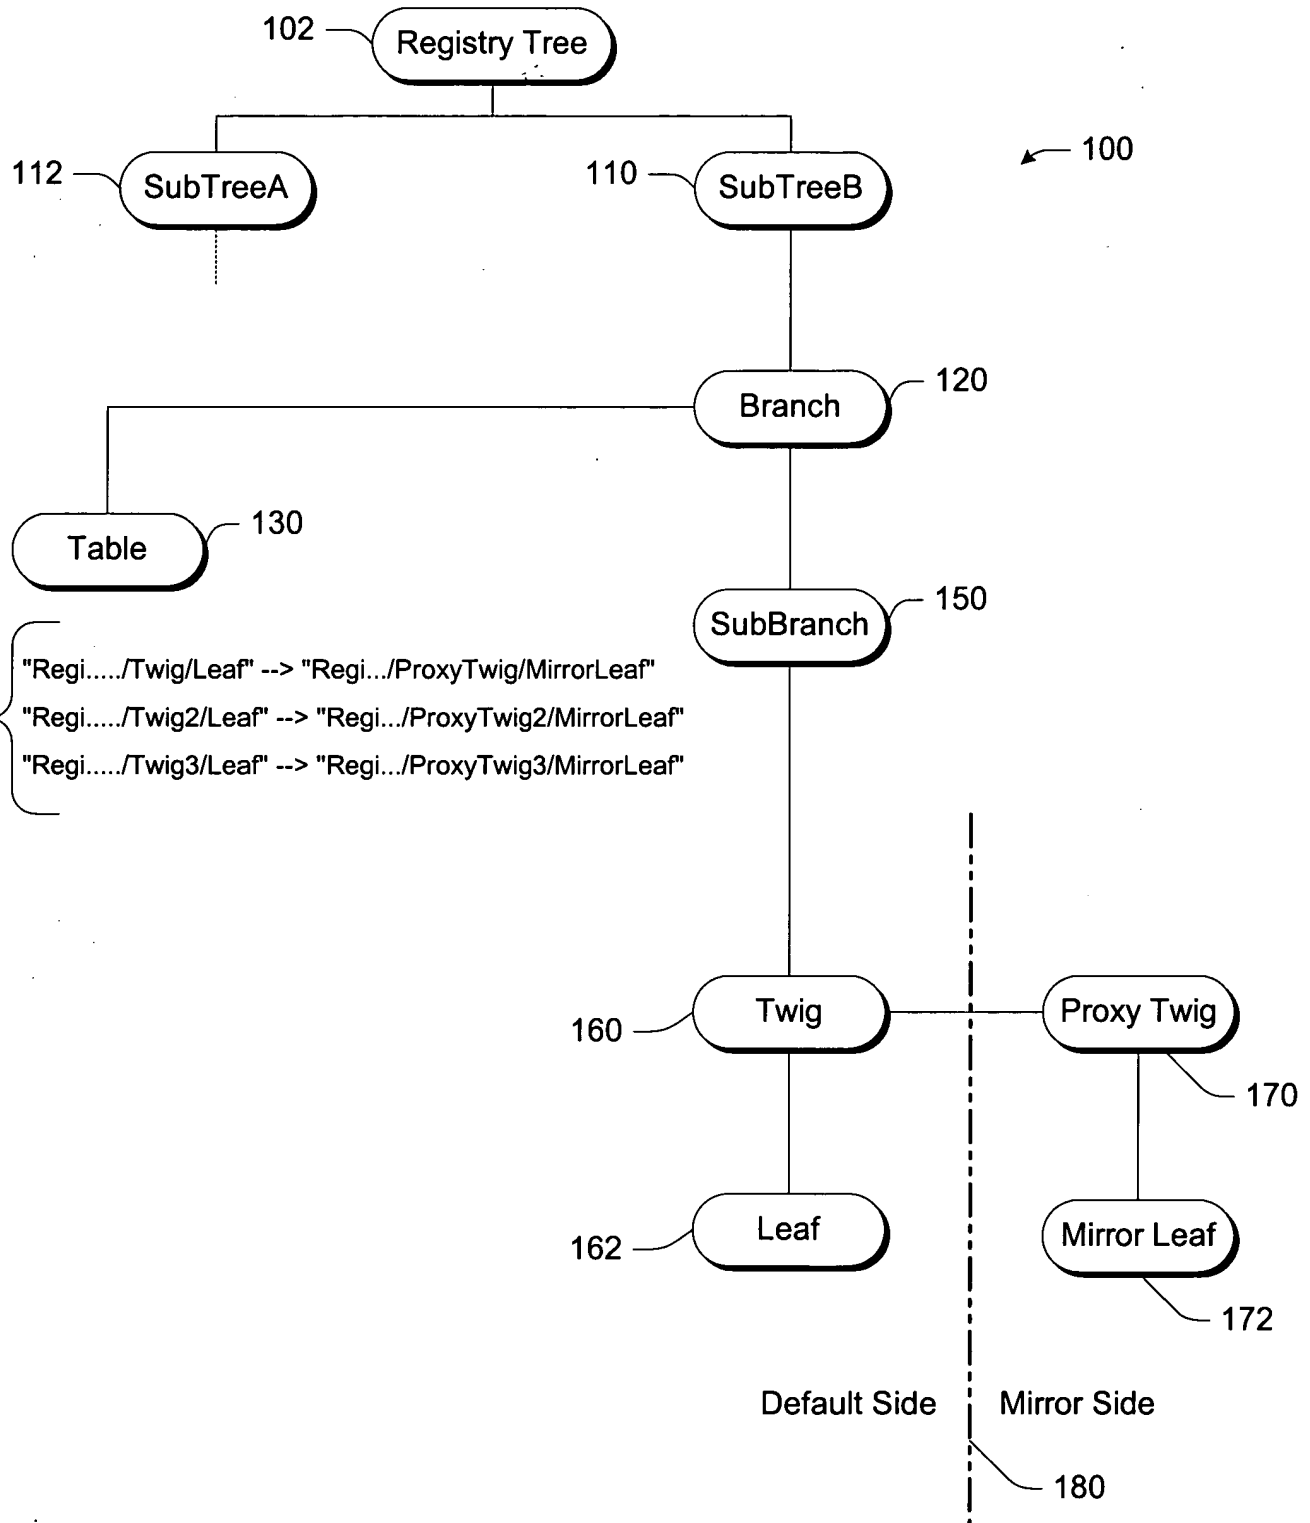 102
Registry Tree
100
112
SubTreeA
110
SubTreeB
120
Branch
130
Table
150
SubBranch
"Regi...../Twig/Leaf" --> "Regi.../ProxyTwig/MirrorLeaf"
"Regi...../Twig2/Leaf" --> "Regi.../ProxyTwig2/MirrorLeaf"
"Regi...../Twig3/Leaf" --> "Regi.../ProxyTwig3/MirrorLeaf"
160
Twig
Proxy Twig
170
162
Leaf
Mirror Leaf
172
Default Side
Mirror Side
180